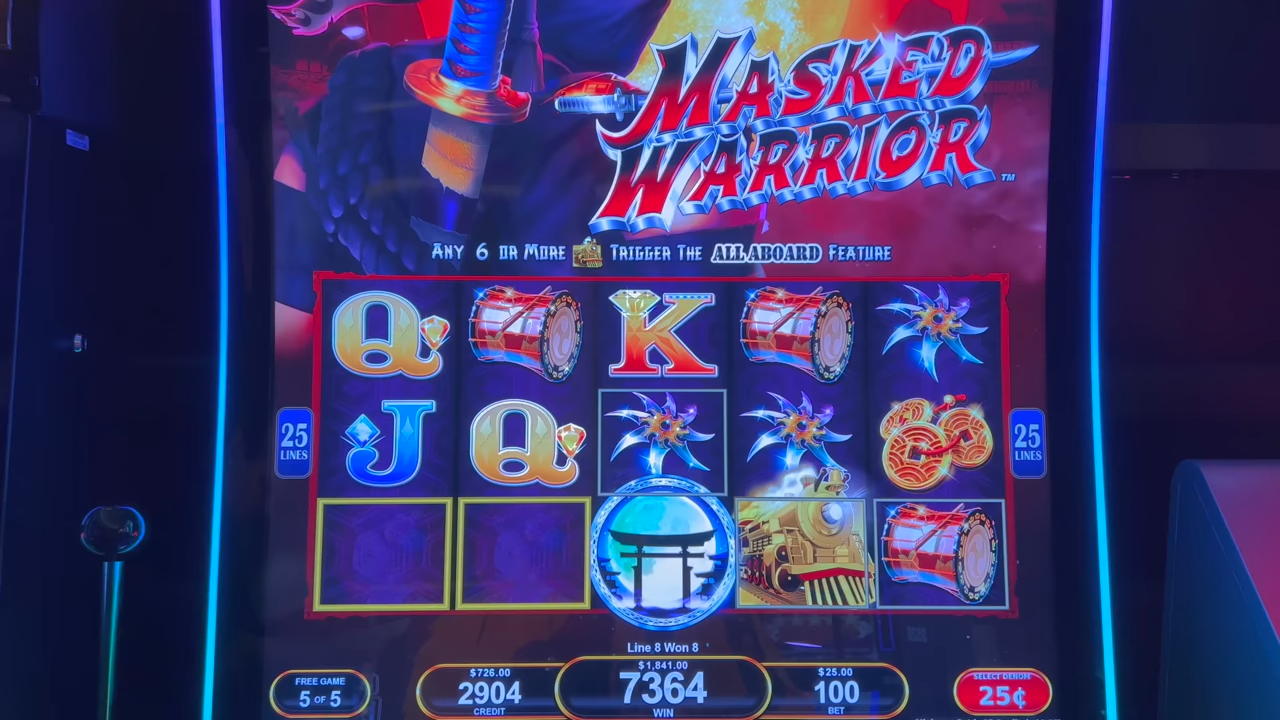 MASKED
WARRIOR™
ANY 6 OR MORE TRIGGER THE ALL ABOARD FEATURE
Q K
25 LINES
J Q
25 LINES
Line 8 Won 8
FREE GAME
5 OF 5
$726.00
2904
CREDIT
$1,841.00
7364
WIN
$25.00
100
BET
SELECT DENOM
25¢